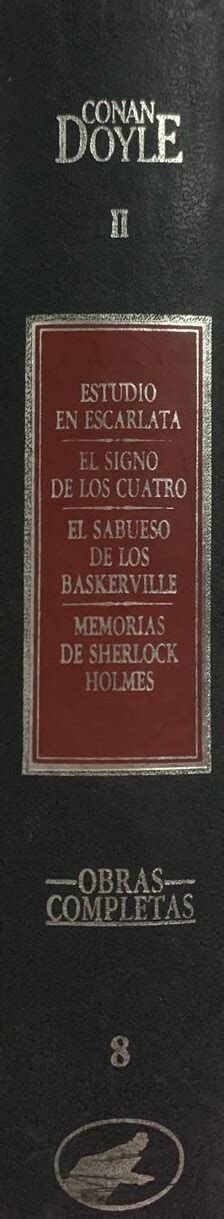 CONAN
DOYLE
II
ESTUDIO
EN ESCARLATA
EL SIGNO
DE LOS CUATRO
EL SABUESO
DE LOS
BASKERVILLE
MEMORIAS
DE SHERLOCK
HOLMES
OBRAS
COMPLETAS
8